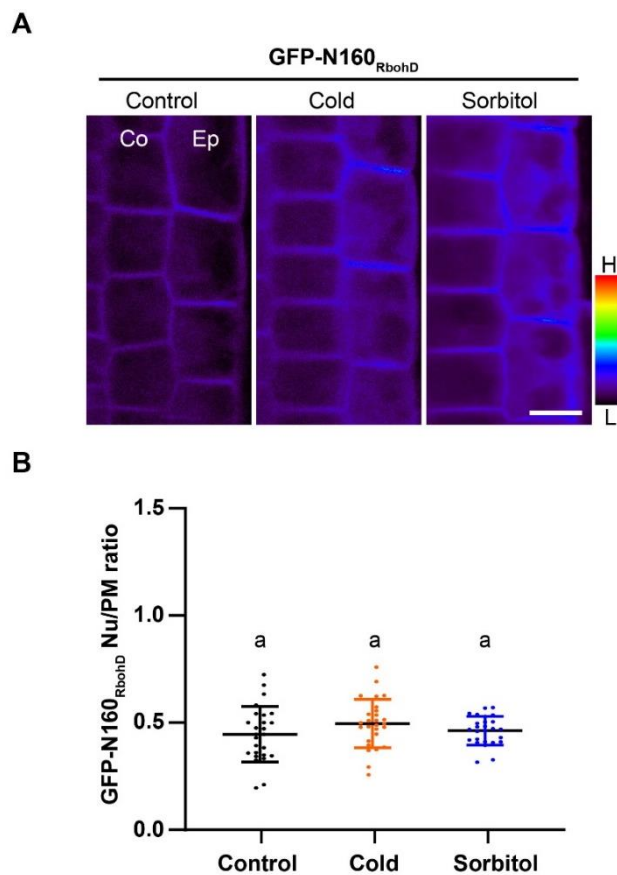 A
GFP-N160RbohD
Control Cold Sorbitol
Co Ep
H
L
B
GFP-N160RbohD Nu/PM ratio
1.5
1.0
0.5
0.0
a a a
Control Cold Sorbitol